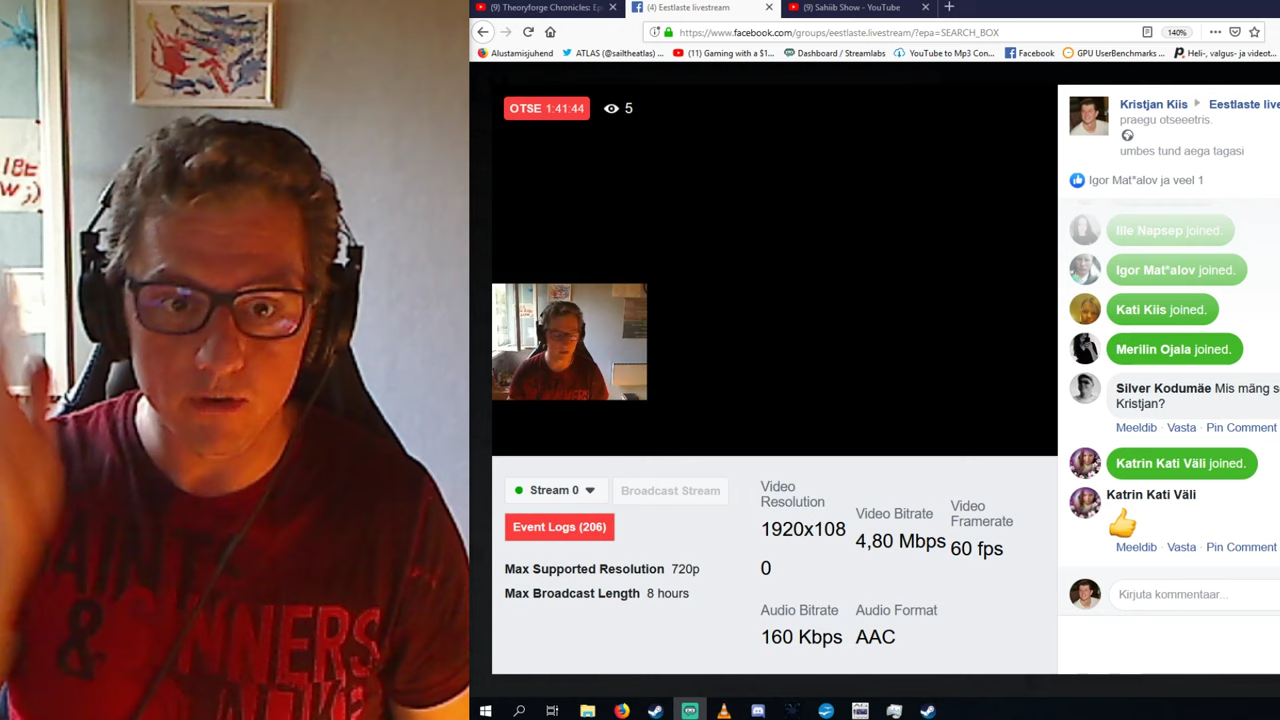 (9) Theoryforge Chronicles: Ep
(4) Eestlaste livestream
(9) Sahiib Show - YouTube
https://www.facebook.com/groups/eestlaste.livestream/?epa=SEARCH_BOX
140%
Alustamisjuhend
ATLAS (@sailtheatlas) ...
(11) Gaming with a $1...
Dashboard / Streamlabs
YouTube to Mp3 Con...
Facebook
GPU UserBenchmarks ...
Heli-, valgus- ja videot...
OTSE 1:41:44
5
Kristjan Kiis
Eestlaste live
praegu otseeetris.
umbes tund aega tagasi
Igor Mat*alov ja veel 1
Ille Napsep joined.
Igor Mat*alov joined.
Kati Kiis joined.
Merilin Ojala joined.
Silver Kodumäe Mis mäng s
Kristjan?
Meeldib · Vasta · Pin Comment
Katrin Kati Väli joined.
Katrin Kati Väli
Meeldib · Vasta · Pin Comment
Kirjuta kommentaar...
Stream 0
Broadcast Stream
Event Logs (206)
Max Supported Resolution 720p
Max Broadcast Length 8 hours
Video
Resolution
1920x108
0
Video Bitrate
4,80 Mbps
Video
Framerate
60 fps
Audio Bitrate
160 Kbps
Audio Format
AAC
IBE
W;)
SAINTS
&
SINNERS